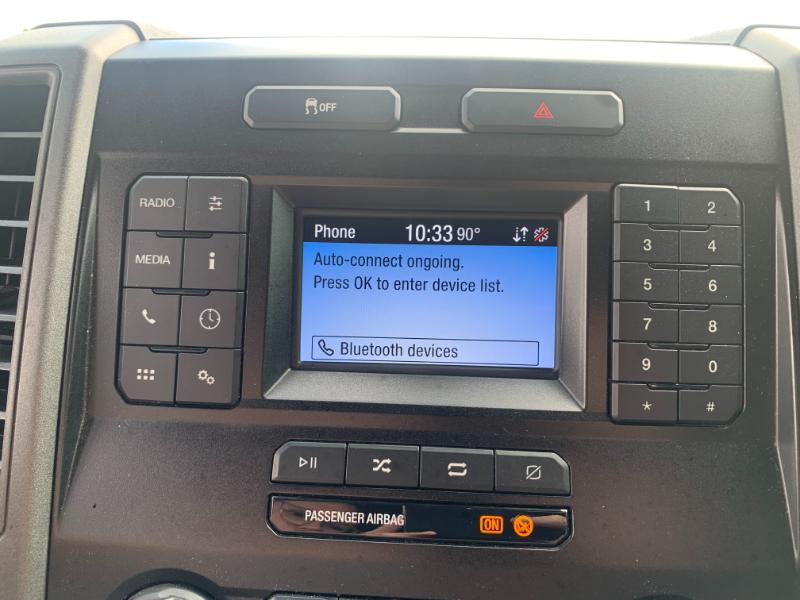 OFF
RADIO
MEDIA
Phone 10:33 90°
Auto-connect ongoing.
Press OK to enter device list.
Bluetooth devices
1 2
3 4
5 6
7 8
9 0
* #
PASSENGER AIRBAG ON